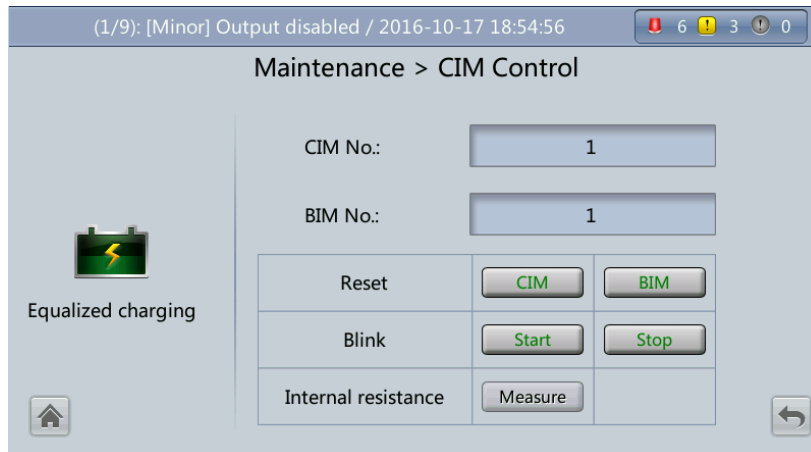 (1/9): [Minor] Output disabled / 2016-10-17 18:54:56 6 ! 3 ! 0
Maintenance > CIM Control
CIM No.: 1
BIM No.: 1
Reset CIM BIM
Equalized charging
Blink Start Stop
Internal resistance Measure